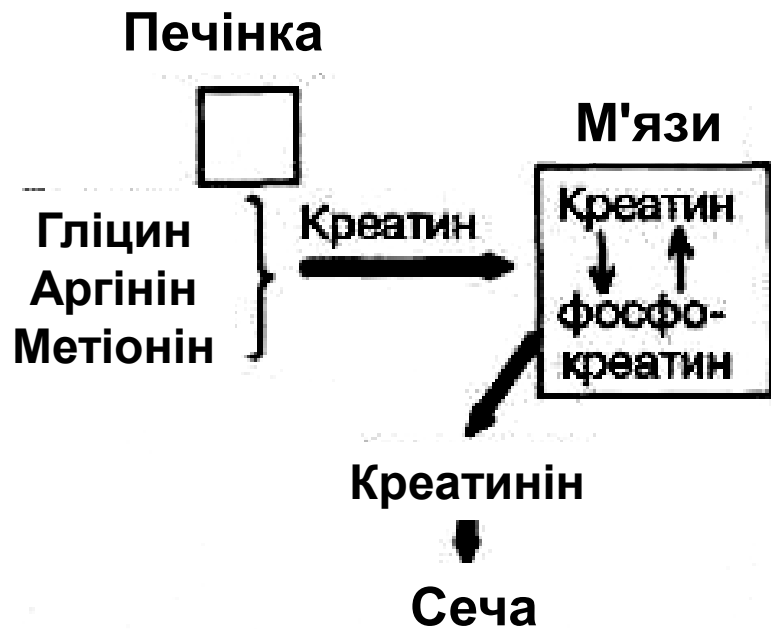 Печінка
М'язи
Гліцин
Аргінін
Метіонін
Креатин
Креатин
фосфо-
креатин
Креатинін
Сеча